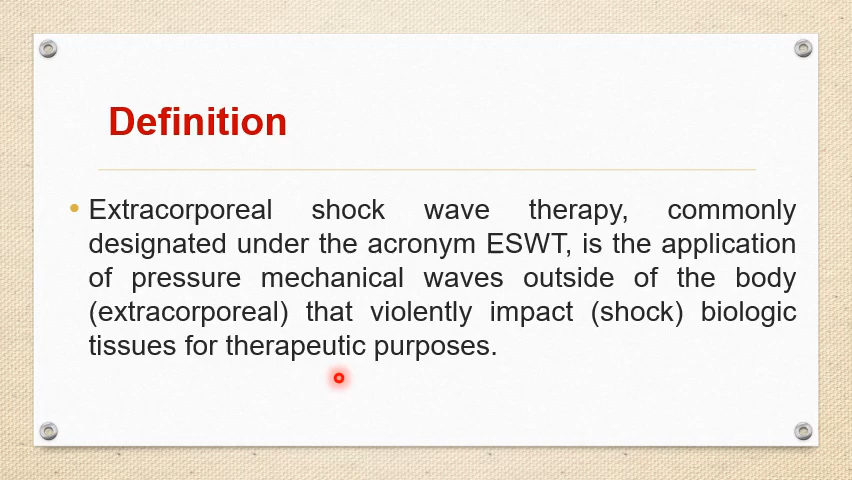 Definition
• Extracorporeal shock wave therapy, commonly
designated under the acronym ESWT, is the application
of pressure mechanical waves outside of the body
(extracorporeal) that violently impact (shock) biologic
tissues for therapeutic purposes.